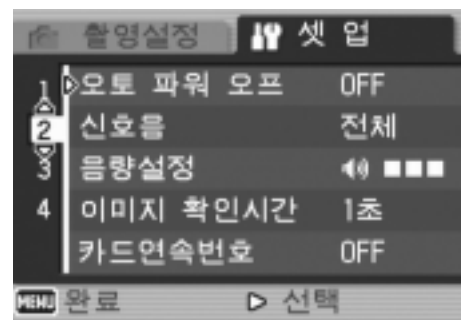 촬영설정 셋 업
1 오토 파워 오프 OFF
2 신호음 전체
3 음량설정
4 이미지 확인시간 1초
카드연속번호 OFF
MENU 완료 선택